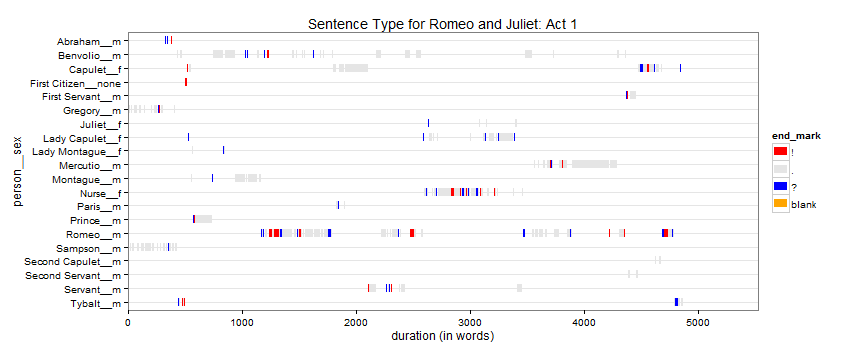 Sentence Type for Romeo and Juliet: Act 1
person__sex
Abraham__m
Benvolio__m
Capulet__f
First Citizen__none
First Servant__m
Gregory__m
Juliet__f
Lady Capulet__f
Lady Montague__f
Mercutio__m
Montague__m
Nurse__f
Paris__m
Prince__m
Romeo__m
Sampson__m
Second Capulet__m
Second Servant__m
Servant__m
Tybalt__m
0 1000 2000 3000 4000 5000
duration (in words)
end_mark
!
.
?
blank